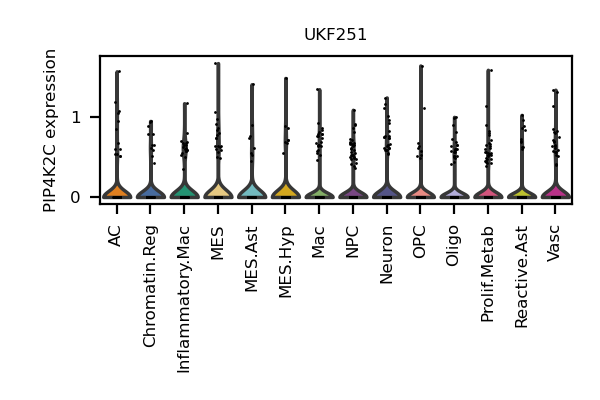 UKF251
PIP4K2C expression
1
0
AC
Chromatin.Reg
Inflammatory.Mac
MES
MES.Ast
MES.Hyp
Mac
NPC
Neuron
OPC
Oligo
Prolif.Metab
Reactive.Ast
Vasc